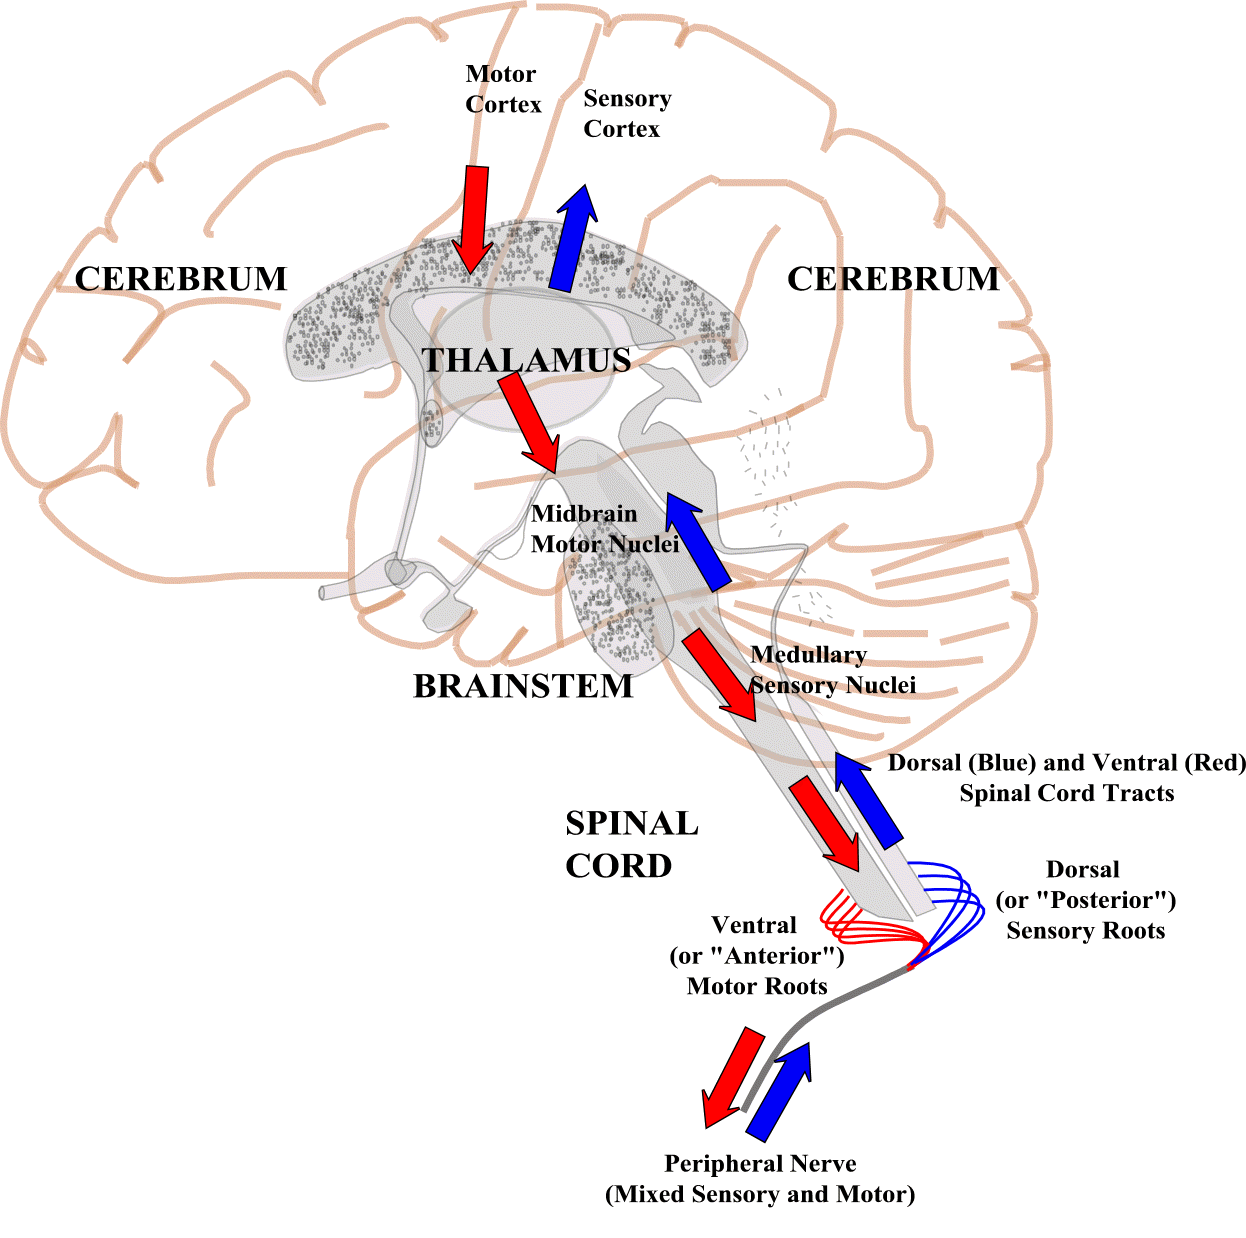 Motor
Cortex
Sensory
Cortex
CEREBRUM
CEREBRUM
THALAMUS
Midbrain
Motor Nuclei
Medullary
Sensory Nuclei
BRAINSTEM
Dorsal (Blue) and Ventral (Red)
Spinal Cord Tracts
SPINAL
CORD
Dorsal
(or "Posterior")
Sensory Roots
Ventral
(or "Anterior")
Motor Roots
Peripheral Nerve
(Mixed Sensory and Motor)